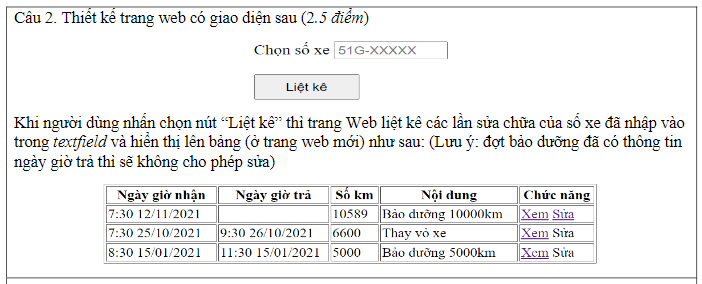 Câu 2. Thiết kế trang web có giao diện sau (2.5 điểm)
Chọn số xe 51G-XXXXX
Liệt kê
Khi người dùng nhấn chọn nút “Liệt kê” thì trang Web liệt kê các lần sửa chữa của số xe đã nhập vào
trong textfield và hiển thị lên bảng (ở trang web mới) như sau: (Lưu ý: đợt bảo dưỡng đã có thông tin
ngày giờ trả thì sẽ không cho phép sửa)
Ngày giờ nhận Ngày giờ trả Số km Nội dung Chức năng
7:30 12/11/2021 10589 Bảo dưỡng 10000km Xem Sửa
7:30 25/10/2021 9:30 26/10/2021 6600 Thay vỏ xe Xem Sửa
8:30 15/01/2021 11:30 15/01/2021 5000 Bảo dưỡng 5000km Xem Sửa